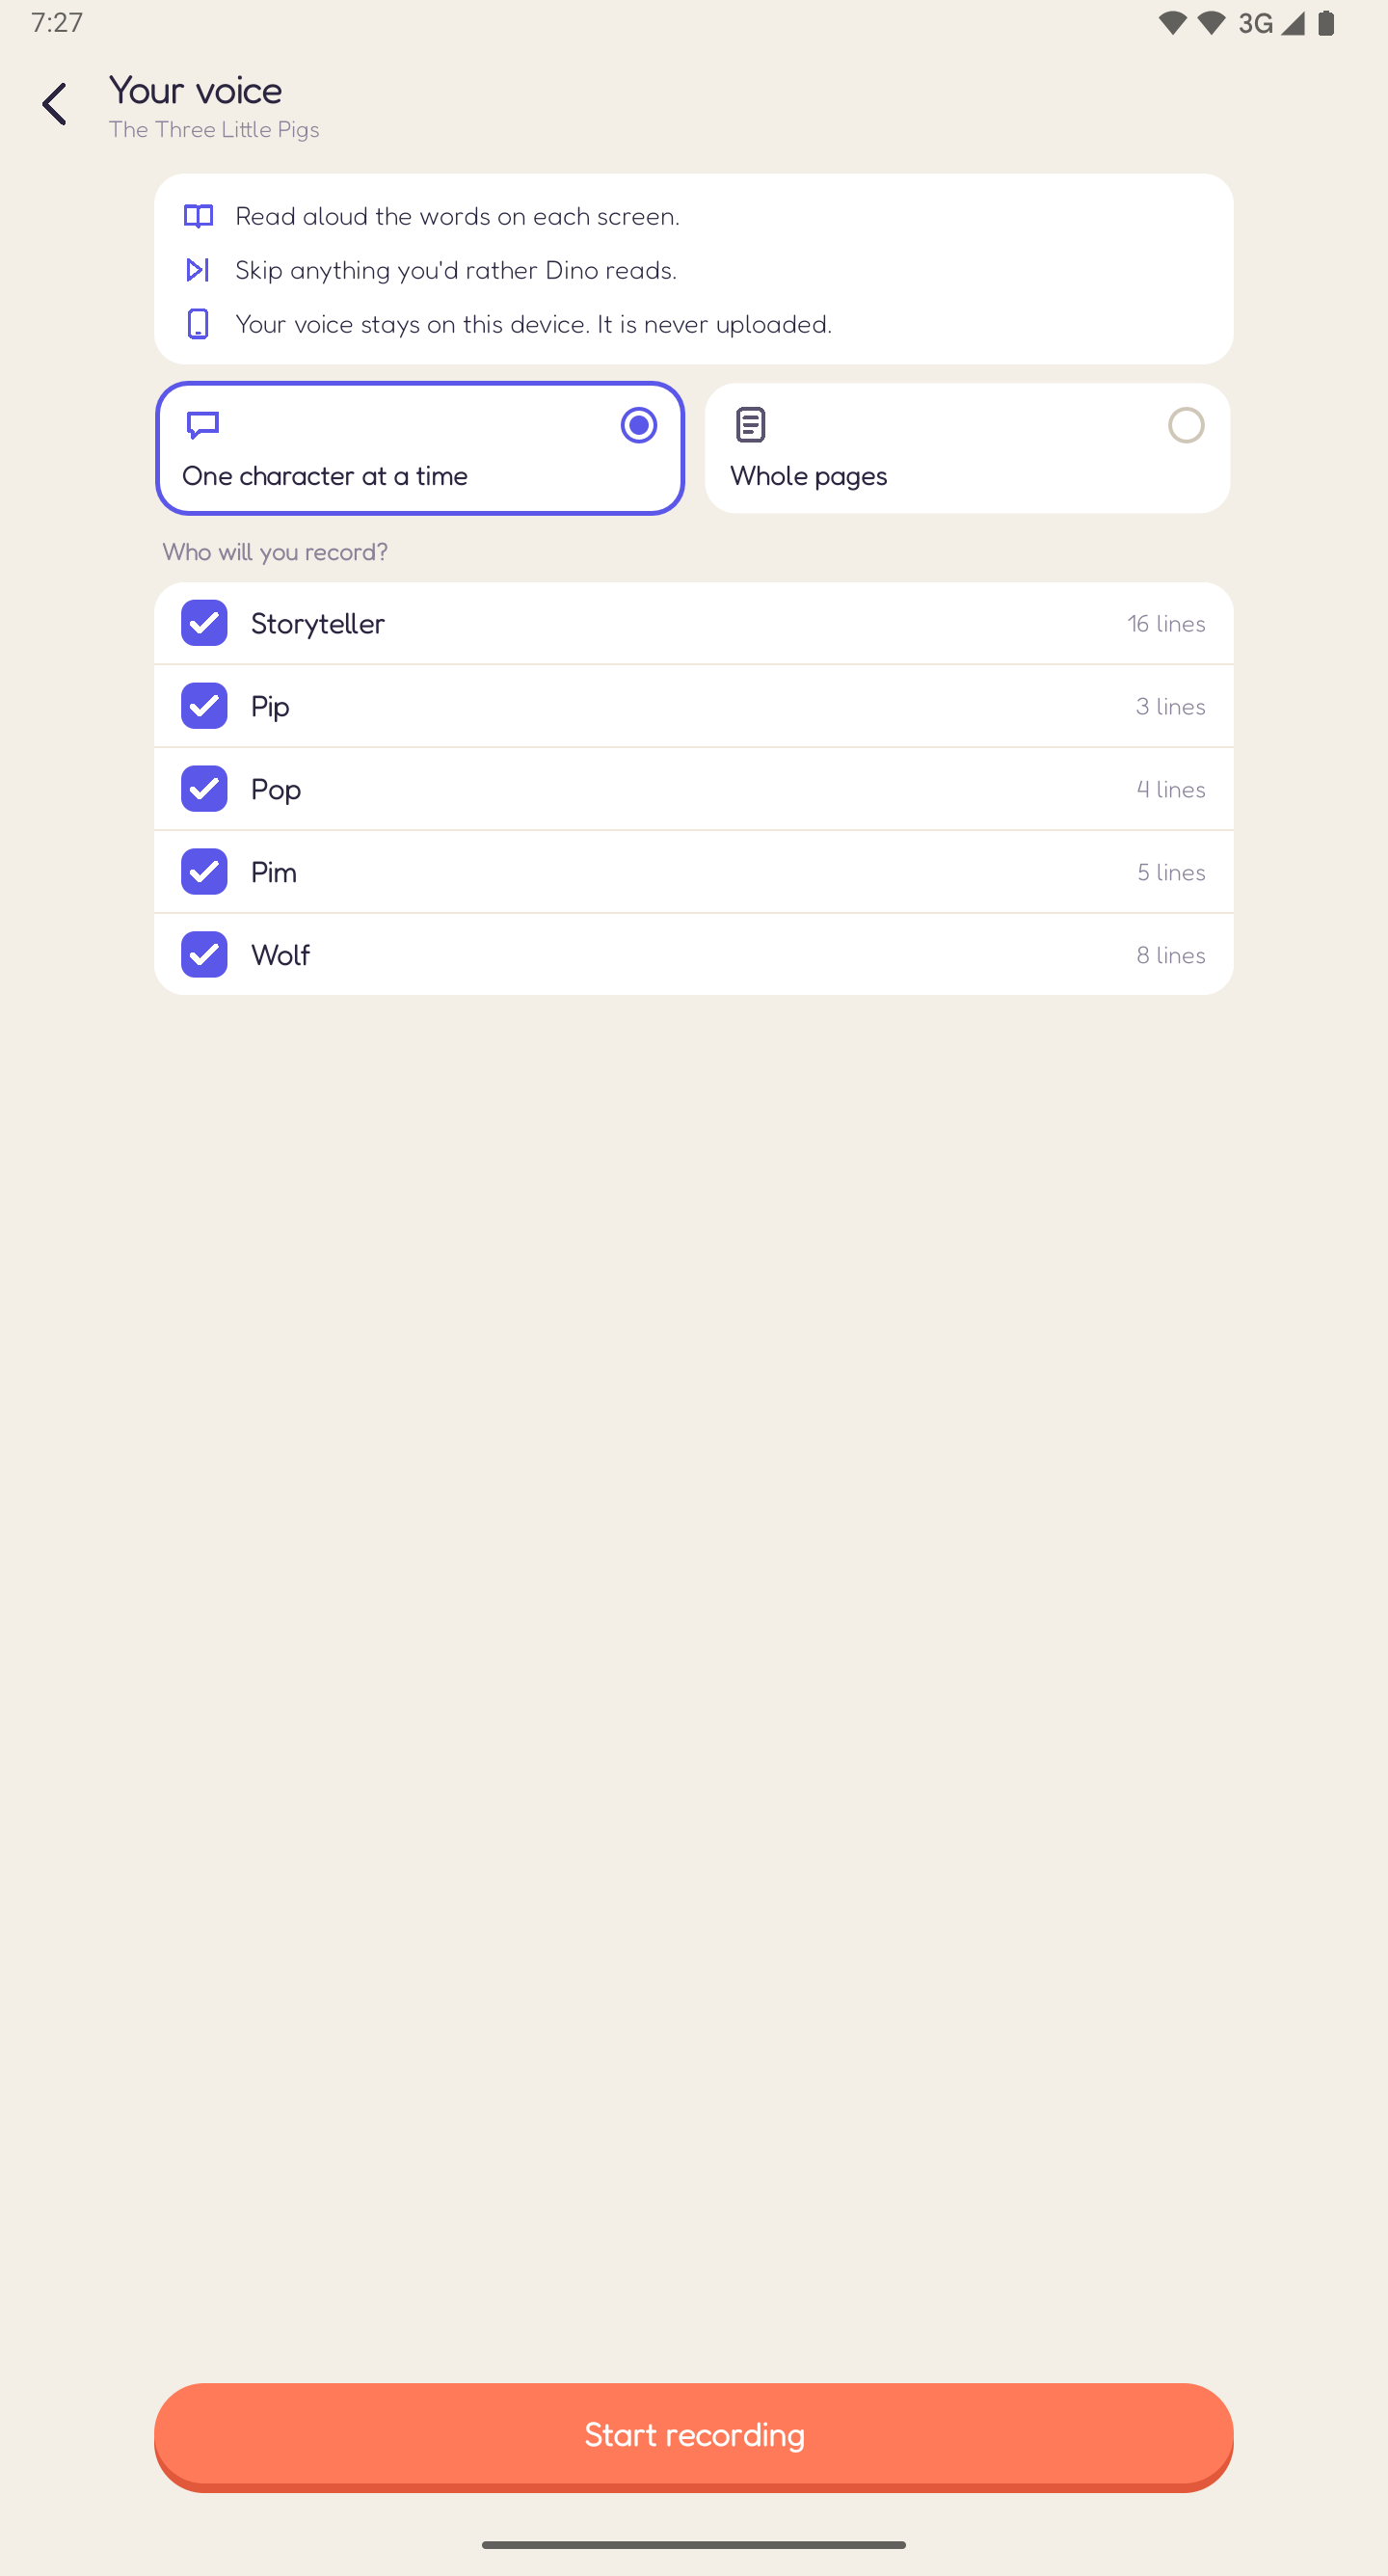 7:27
3G
Your voice
The Three Little Pigs
Read aloud the words on each screen.
Skip anything you'd rather Dino reads.
Your voice stays on this device. It is never uploaded.
One character at a time
Whole pages
Who will you record?
Storyteller 16 lines
Pip 3 lines
Pop 4 lines
Pim 5 lines
Wolf 8 lines
Start recording